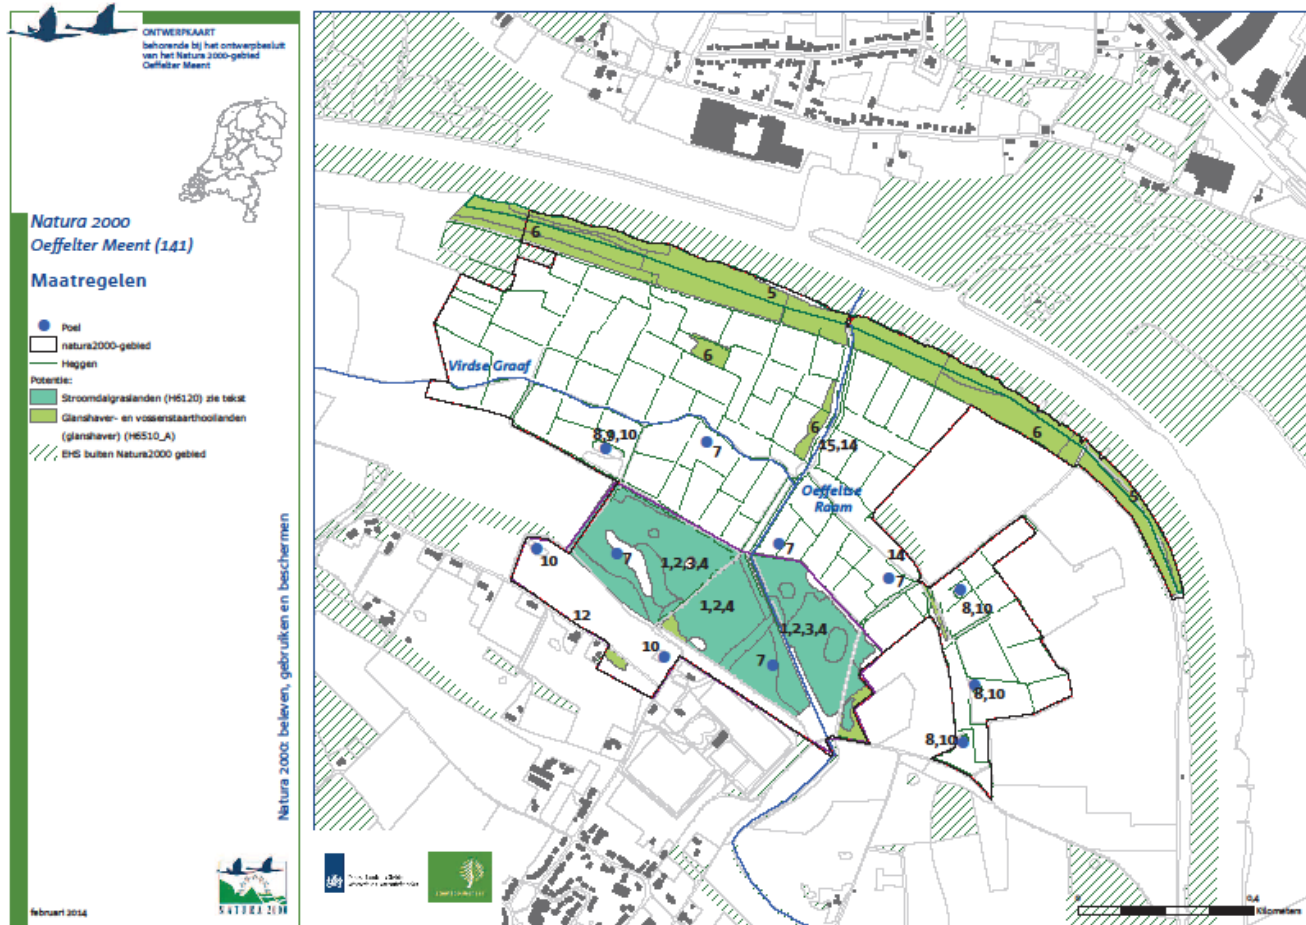 ONTWERPKAART
behorende bij het ontwerpbesluit
van het Natura 2000-gebied
Oeffelter Meent
Natura 2000
Oeffelter Meent (141)
Maatregelen
Poel
natura2000-gebied
Heggen
Potentie:
Stroomdalgraslanden (H6120) zie tekst
Glanshaver- en vossenstaarthooilanden
(glanshaver) (H6510_A)
EHS buiten Natura2000 gebied
Natura 2000: beleven, gebruiken en beschermen
februari 2014
NATURA 2000
6
5
6
Virdse Graaf
6
8,9,10
7
15,14
6
5
Oeffeltse
Raam
7
14
7
10
7
1,2,3,4
8,10
1,2,4
12
1,2,3,4
10
7
8,10
8,10
0
0,4
Kilometers